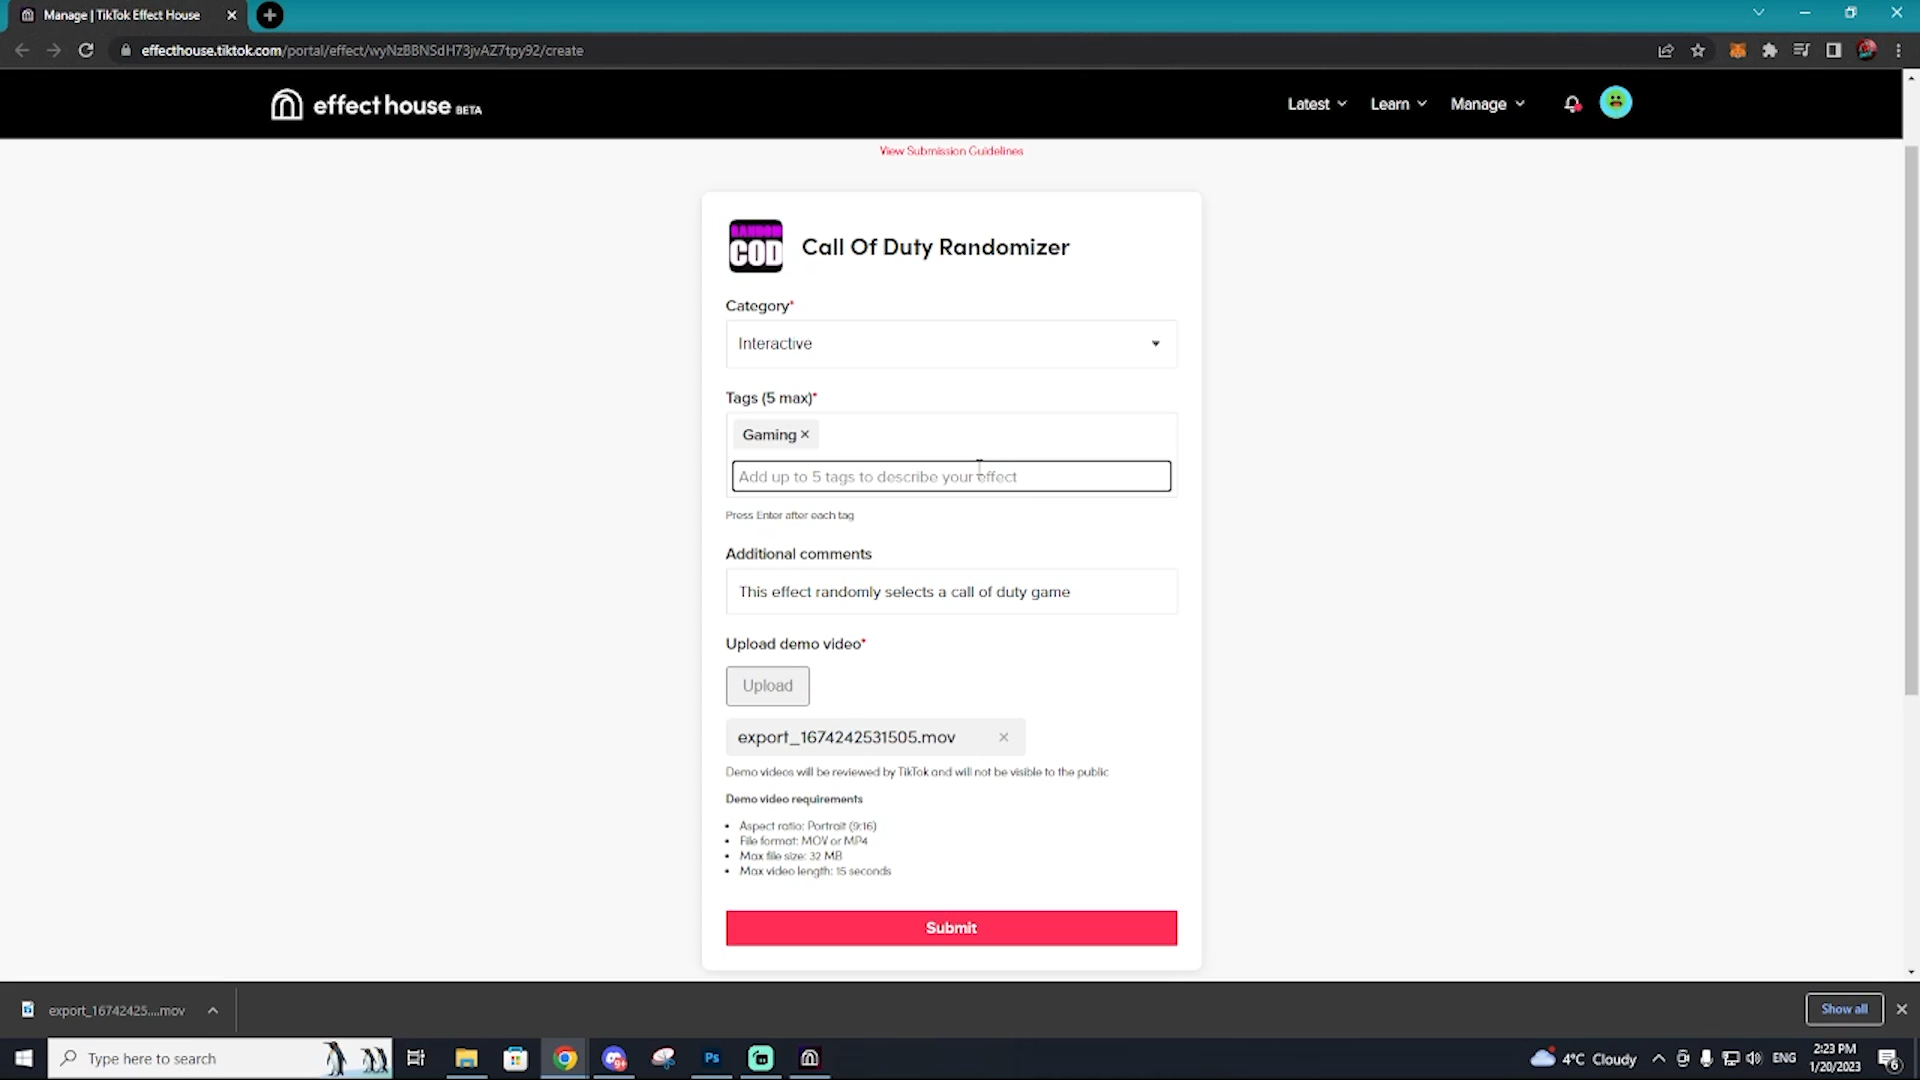 Manage | TikTok Effect House
effecthouse.tiktok.com/portal/effect/wyNzBBNSdH73jvAZ7tpy92/create
effect house BETA
Latest
Learn
Manage
View Submission Guidelines
RANDOM
COD
Call Of Duty Randomizer
Category*
Interactive
Tags (5 max)*
Gaming ×
Add up to 5 tags to describe your effect
Press Enter after each tag
Additional comments
This effect randomly selects a call of duty game
Upload demo video*
Upload
export_1674242531505.mov
Demo videos will be reviewed by TikTok and will not be visible to the public
Demo video requirements
• Aspect ratio: Portrait (9:16)
• File format: MOV or MP4
• Max file size: 32 MB
• Max video length: 15 seconds
Submit
export_16742425....mov
Show all
Type here to search
Ps
4°C Cloudy
ENG
2:23 PM
1/20/2023
6